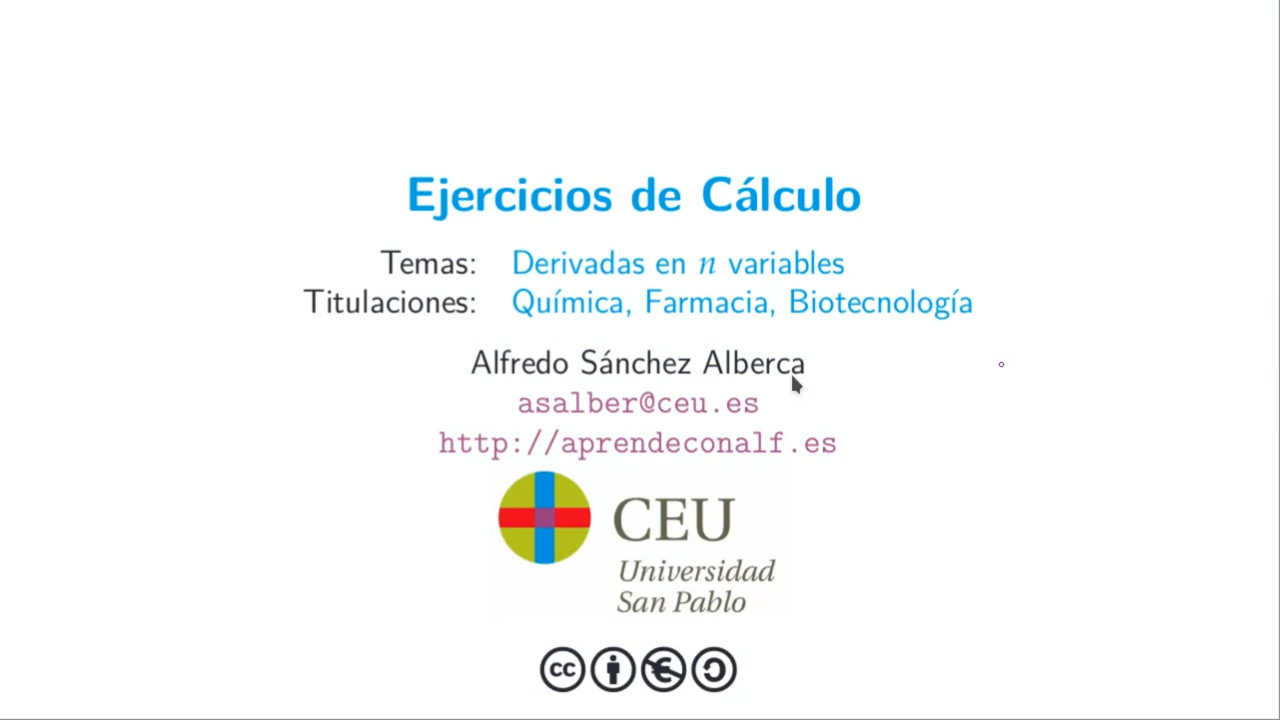 Ejercicios de Cálculo
Temas: Derivadas en n variables
Titulaciones: Química, Farmacia, Biotecnología
Alfredo Sánchez Alberca
asalber@ceu.es
http://aprendeconalf.es
CEU
Universidad
San Pablo
cc